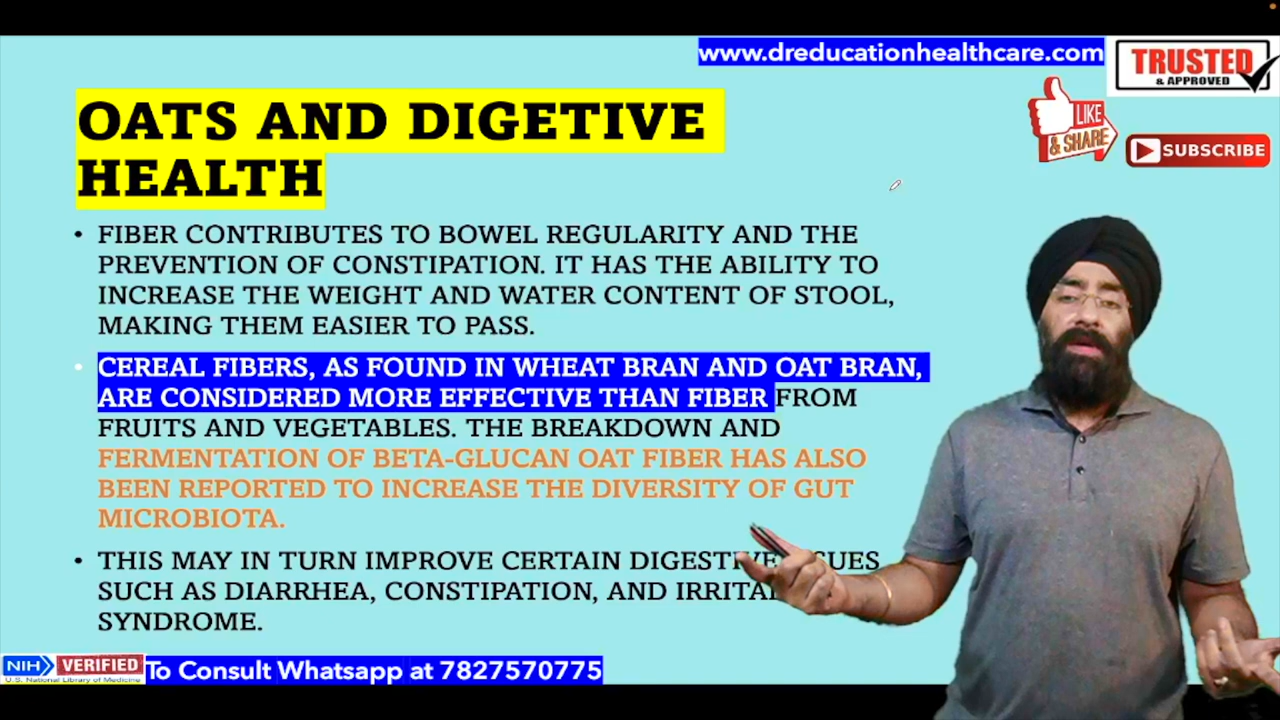 www.dreducationhealthcare.com
TRUSTED
& APPROVED
LIKE
& SHARE
SUBSCRIBE
OATS AND DIGETIVE
HEALTH
• FIBER CONTRIBUTES TO BOWEL REGULARITY AND THE
PREVENTION OF CONSTIPATION. IT HAS THE ABILITY TO
INCREASE THE WEIGHT AND WATER CONTENT OF STOOL,
MAKING THEM EASIER TO PASS.
• CEREAL FIBERS, AS FOUND IN WHEAT BRAN AND OAT BRAN,
ARE CONSIDERED MORE EFFECTIVE THAN FIBER FROM
FRUITS AND VEGETABLES. THE BREAKDOWN AND
FERMENTATION OF BETA-GLUCAN OAT FIBER HAS ALSO
BEEN REPORTED TO INCREASE THE DIVERSITY OF GUT
MICROBIOTA.
• THIS MAY IN TURN IMPROVE CERTAIN
SUCH AS DIARRHEA, CONSTIPATION, AND
SYNDROME.
NIH VERIFIED
U.S. National Library of Medicine
To Consult Whatsapp at 7827570775